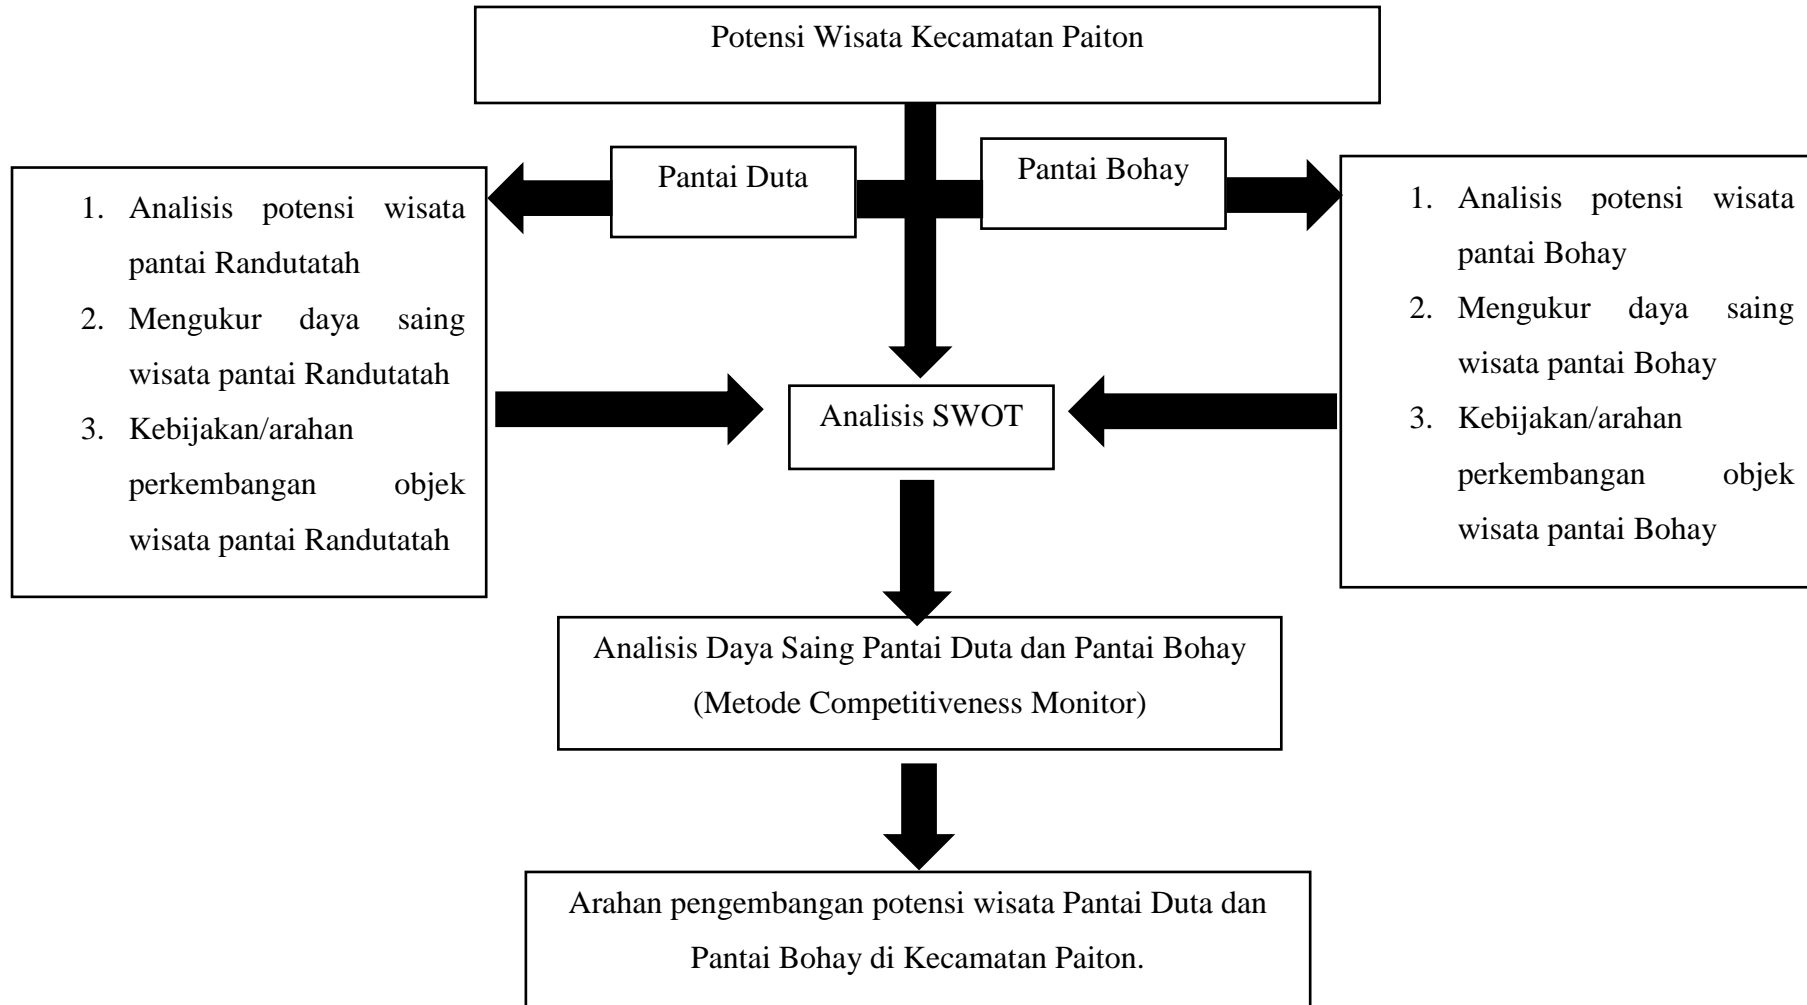 Potensi Wisata Kecamatan Paiton
Pantai Duta
Pantai Bohay
1. Analisis potensi wisata
pantai Randutatah
2. Mengukur daya saing
wisata pantai Randutatah
3. Kebijakan/arahan
perkembangan objek
wisata pantai Randutatah
1. Analisis potensi wisata
pantai Bohay
2. Mengukur daya saing
wisata pantai Bohay
3. Kebijakan/arahan
perkembangan objek
wisata pantai Bohay
Analisis SWOT
Analisis Daya Saing Pantai Duta dan Pantai Bohay
(Metode Competitiveness Monitor)
Arahan pengembangan potensi wisata Pantai Duta dan
Pantai Bohay di Kecamatan Paiton.